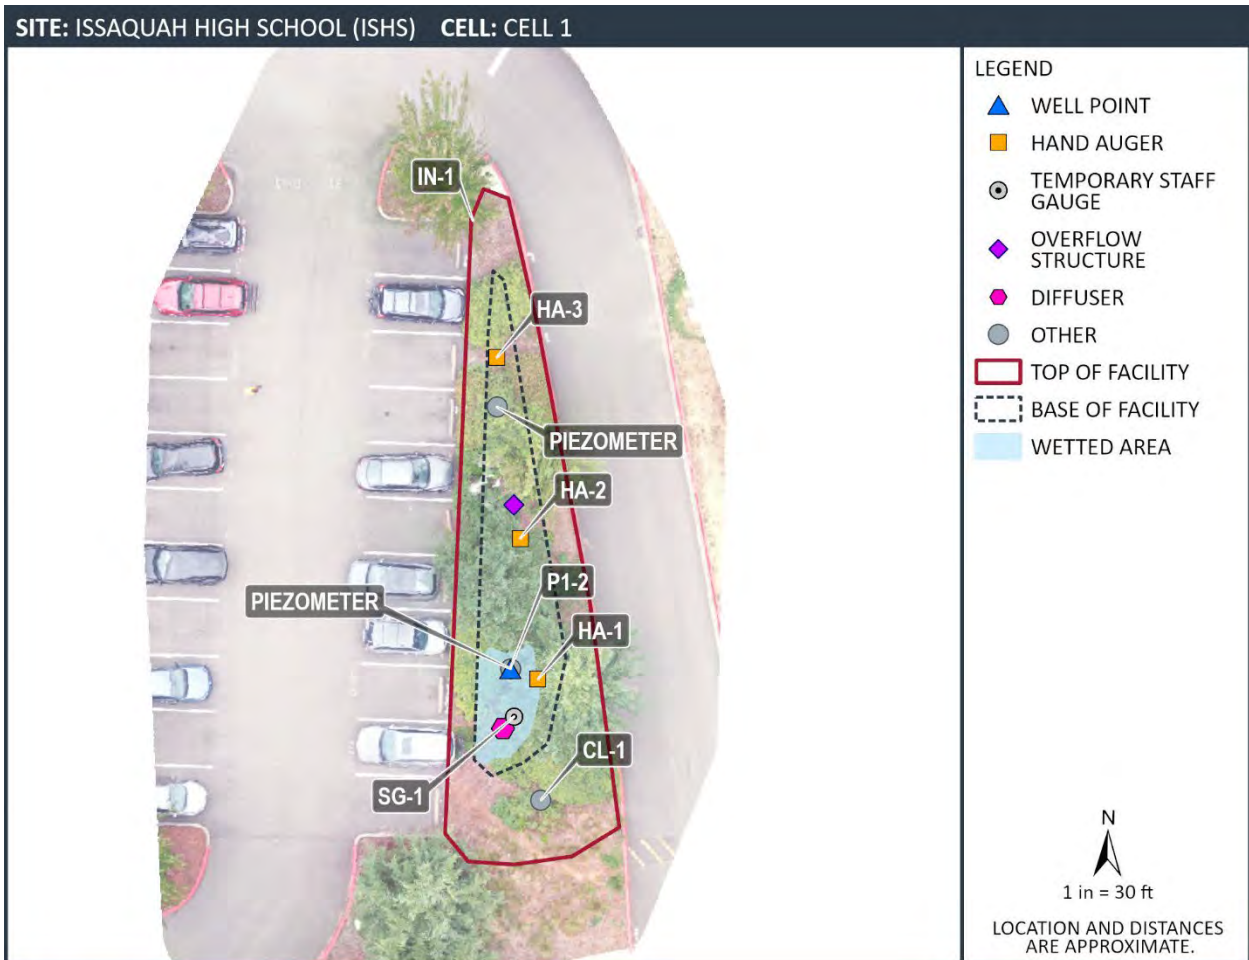 SITE: ISSAQUAH HIGH SCHOOL (ISHS) CELL: CELL 1
LEGEND
WELL POINT
HAND AUGER
TEMPORARY STAFF
GAUGE
OVERFLOW
STRUCTURE
DIFFUSER
OTHER
TOP OF FACILITY
BASE OF FACILITY
WETTED AREA
IN-1
HA-3
PIEZOMETER
HA-2
P1-2
PIEZOMETER
HA-1
CL-1
SG-1
N
1 in = 30 ft
LOCATION AND DISTANCES
ARE APPROXIMATE.